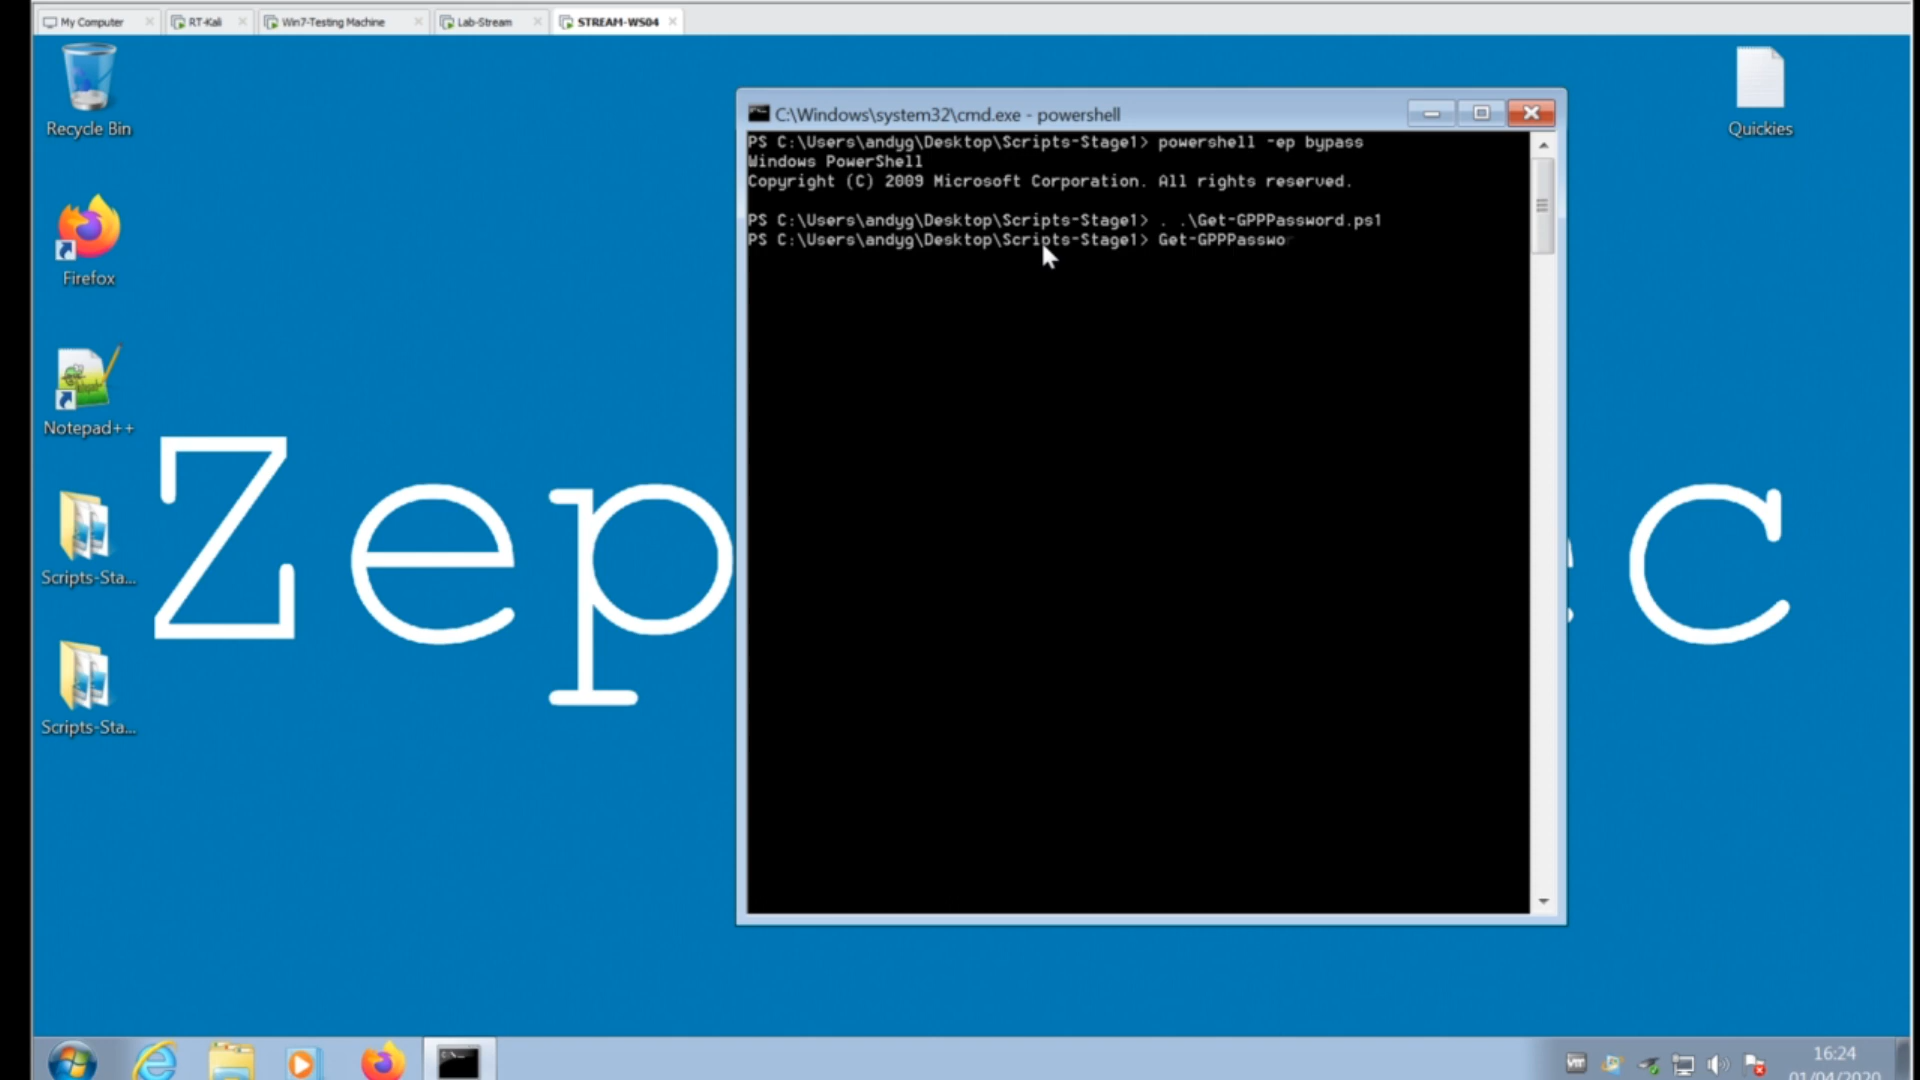 My Computer
RT-Kali
Win7-Testing Machine
Lab-Stream
STREAM-WS04
Recycle Bin
Firefox
Notepad++
Scripts-Sta...
Scripts-Sta...
Quickies
Zep
c
C:\Windows\system32\cmd.exe - powershell
PS C:\Users\andyg\Desktop\Scripts-Stage1> powershell -ep bypass
Windows PowerShell
Copyright (C) 2009 Microsoft Corporation. All rights reserved.
PS C:\Users\andyg\Desktop\Scripts-Stage1> . .\Get-GPPPassword.ps1
PS C:\Users\andyg\Desktop\Scripts-Stage1> Get-GPPPasswo
16:24
01/04/2020